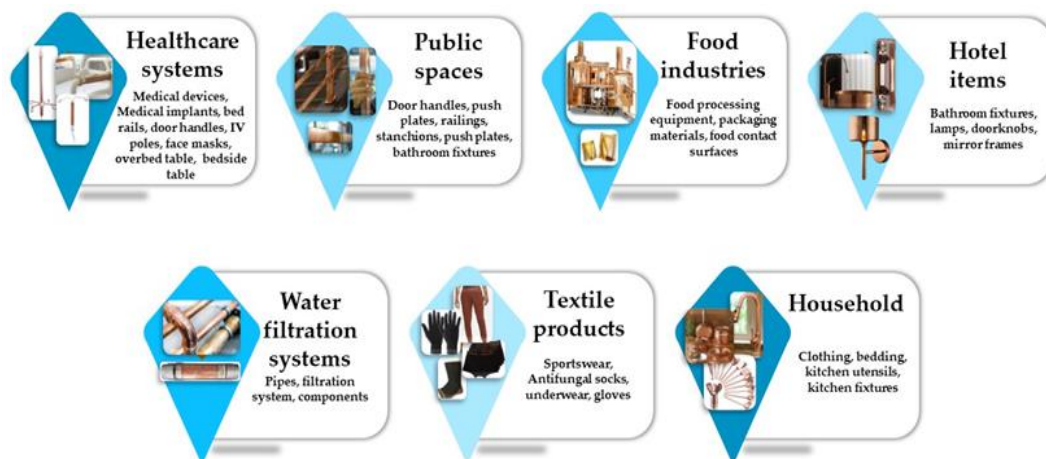 Healthcare
systems
Medical devices,
Medical implants, bed
rails, door handles, IV
poles, face masks,
overbed table, bedside
table
Public
spaces
Door handles, push
plates, railings,
stanchions, push plates,
bathroom fixtures
Food
industries
Food processing
equipment, packaging
materials, food contact
surfaces
Hotel
items
Bathroom fixtures,
lamps, doorknobs,
mirror frames
Water
filtration
systems
Pipes, filtration
system, components
Textile
products
Sportswear,
Antifungal socks,
underwear, gloves
Household
Clothing, bedding,
kitchen utensils,
kitchen fixtures